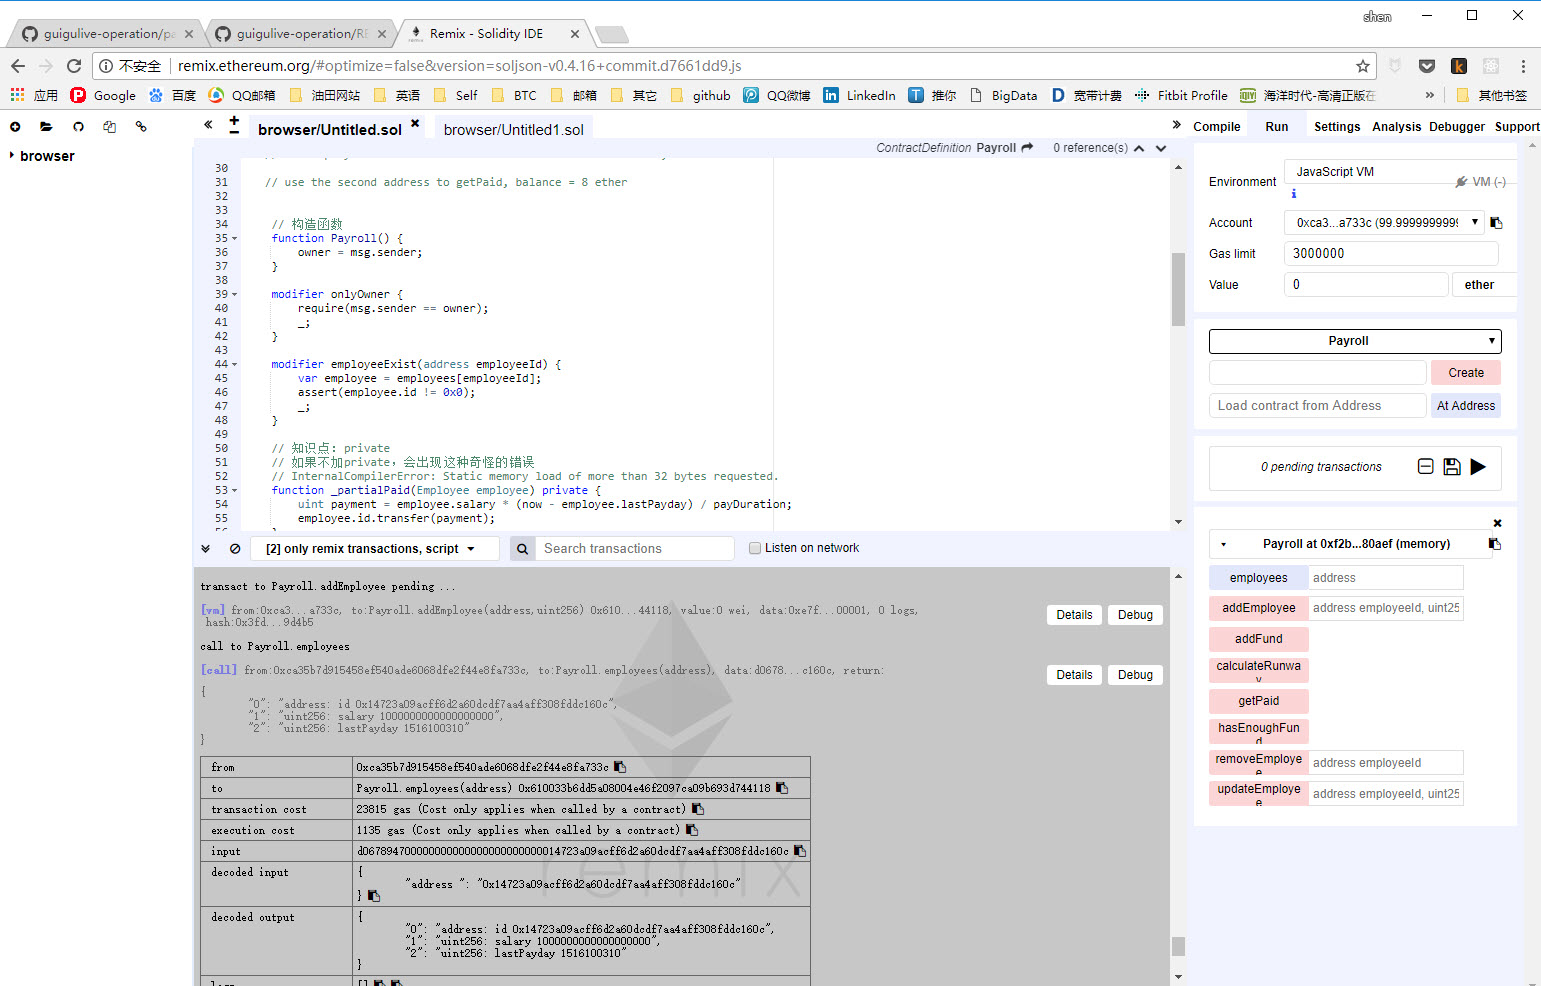 shen
guigulive-operation/pa
guigulive-operation/RE
Remix - Solidity IDE
不安全 remix.ethereum.org/#optimize=false&version=soljson-v0.4.16+commit.d7661dd9.js
应用 Google 百度 QQ邮箱 油田网站 英语 Self BTC 邮箱 其它 github QQ微博 LinkedIn 推你 BigData 宽带计费 Fitbit Profile 海洋时代-高清正版在 » 其他书签
« browser/Untitled.sol browser/Untitled1.sol » Compile Run Settings Analysis Debugger Support
browser
ContractDefinition Payroll 0 reference(s)
30
31 // use the second address to getPaid, balance = 8 ether
32
33
34 // 构造函数
35 function Payroll() {
36 owner = msg.sender;
37 }
38
39 modifier onlyOwner {
40 require(msg.sender == owner);
41 _;
42 }
43
44 modifier employeeExist(address employeeId) {
45 var employee = employees[employeeId];
46 assert(employee.id != 0x0);
47 _;
48 }
49
50 // 知识点: private
51 // 如果不加private, 会出现这种奇怪的错误
52 // InternalCompilerError: Static memory load of more than 32 bytes requested.
53 function _partialPaid(Employee employee) private {
54 uint payment = employee.salary * (now - employee.lastPayday) / payDuration;
55 employee.id.transfer(payment);
[2] only remix transactions, script
Search transactions
Listen on network
transact to Payroll.addEmployee pending ...
[vm] from:0xca3...a733c, to:Payroll.addEmployee(address,uint256) 0x610...44118, value:0 wei, data:0xe7f...00001, 0 logs,
hash:0x3fd...9d4b5
Details Debug
call to Payroll.employees
[call] from:0xca35b7d915458ef540ade6068dfe2f44e8fa733c, to:Payroll.employees(address), data:d0678...c160c, return:
Details Debug
{
"0": "address: id 0x14723a09acff6d2a60dcdf7aa4aff308fddc160c",
"1": "uint256: salary 1000000000000000000",
"2": "uint256: lastPayday 1516100310"
}
from 0xca35b7d915458ef540ade6068dfe2f44e8fa733c
to Payroll.employees(address) 0x610033b6dd5a08004e46f2097ca09b693d744118
transaction cost 23815 gas (Cost only applies when called by a contract)
execution cost 1135 gas (Cost only applies when called by a contract)
input d067894700000000000000000000000014723a09acff6d2a60dcdf7aa4aff308fddc160c
decoded input {
"address ": "0x14723a09acff6d2a60dcdf7aa4aff308fddc160c"
}
decoded output {
"0": "address: id 0x14723a09acff6d2a60dcdf7aa4aff308fddc160c",
"1": "uint256: salary 1000000000000000000",
"2": "uint256: lastPayday 1516100310"
}
[]
remix
Environment JavaScript VM VM (-)
Account 0xca3...a733c (99.9999999999
Gas limit 3000000
Value 0 ether
Payroll
Create
Load contract from Address At Address
0 pending transactions
Payroll at 0xf2b...80aef (memory)
employees address
addEmployee address employeeId, uint25
addFund
calculateRunway
getPaid
hasEnoughFund
removeEmployee address employeeId
updateEmployee address employeeId, uint25